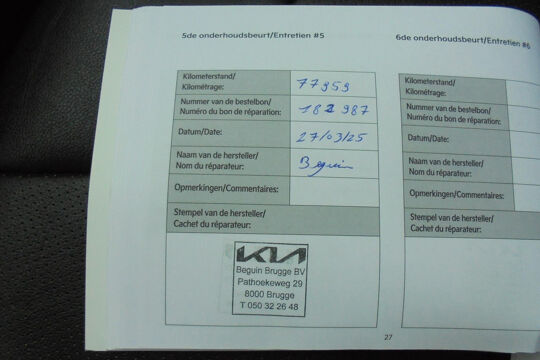 5de onderhoudsbeurt/Entretien #5
Kilometerstand/
Kilométrage:
77959
Nummer van de bestelbon/
Numéro du bon de réparation:
182987
Datum/Date:
27/03/25
Naam van de hersteller/
Nom du réparateur:
Beguin
Opmerkingen/Commentaires:
Stempel van de hersteller/
Cachet du réparateur:
KIA
Beguin Brugge BV
Pathoekeweg 29
8000 Brugge
T 050 32 26 48
27
6de onderhoudsbeurt/Entretien #6
Kilometerstand/
Kilométrage:
Nummer van de bestelbon/
Numéro du bon de réparation:
Datum/Date:
Naam van de hersteller/
Nom du réparateur:
Opmerkingen/Commentaires:
Stempel van de hersteller/
Cachet du réparateur: